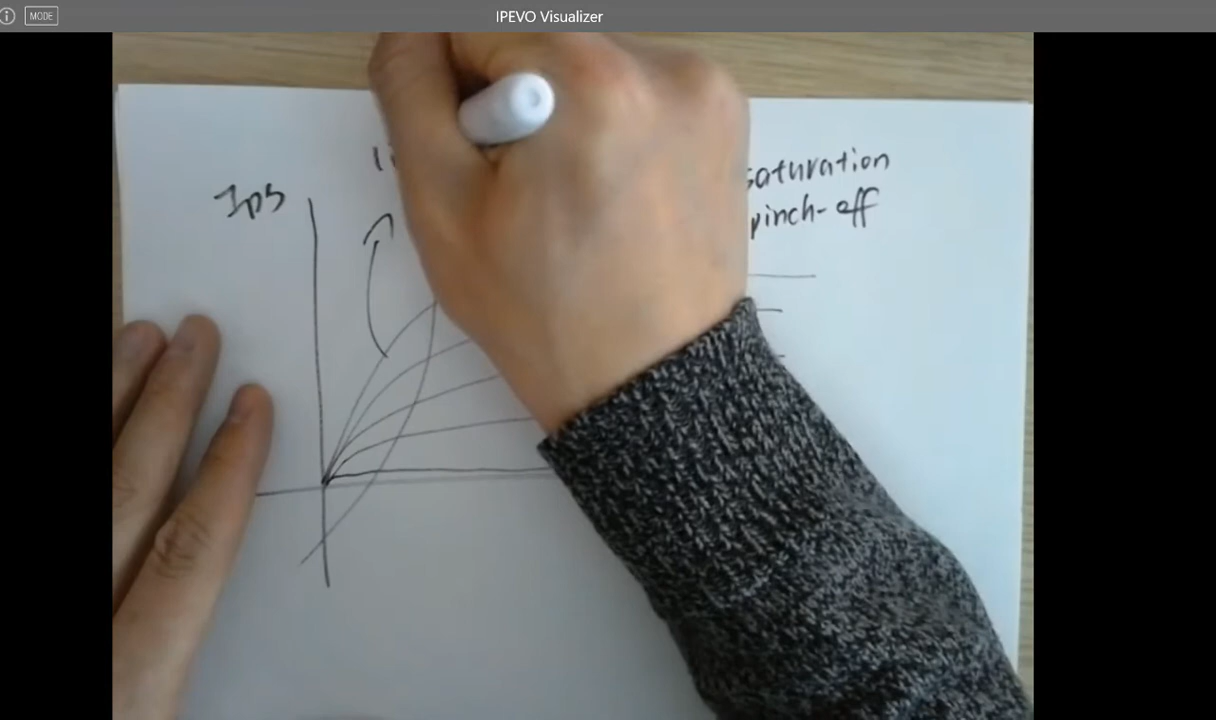 MODE
IPEVO Visualizer
saturation
IDS
pinch-off